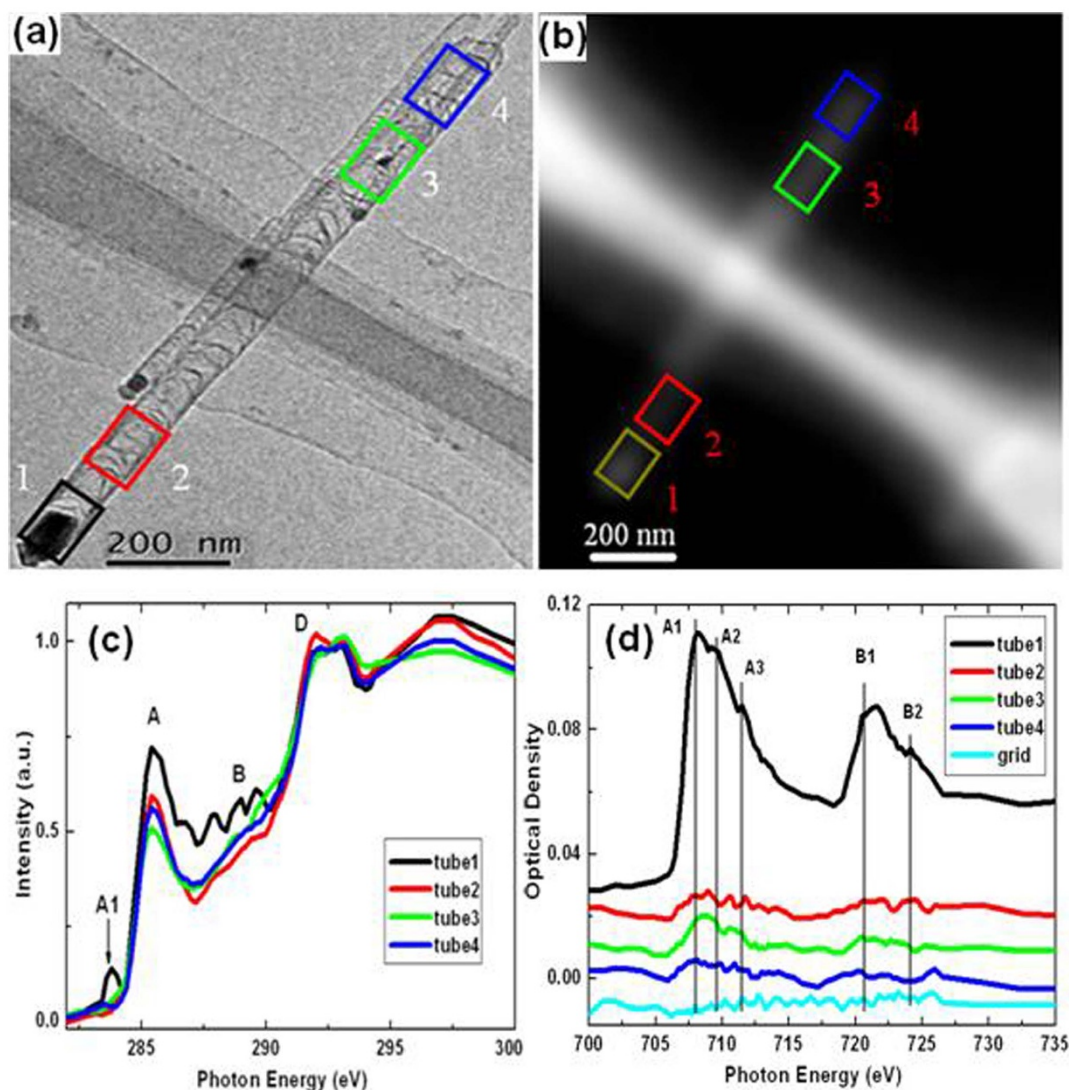 (a)
4
3
1
2
200 nm
(b)
4
3
2
1
200 nm
(c)
D
A
B
A1
1.0
0.5
0.0
Intensity (a.u.)
tube1
tube2
tube3
tube4
285
290
295
300
Photon Energy (eV)
(d)
A1
A2
A3
B1
B2
0.12
0.08
0.04
0.00
Optical Density
tube1
tube2
tube3
tube4
grid
700
705
710
715
720
725
730
735
Photon Energy (eV)